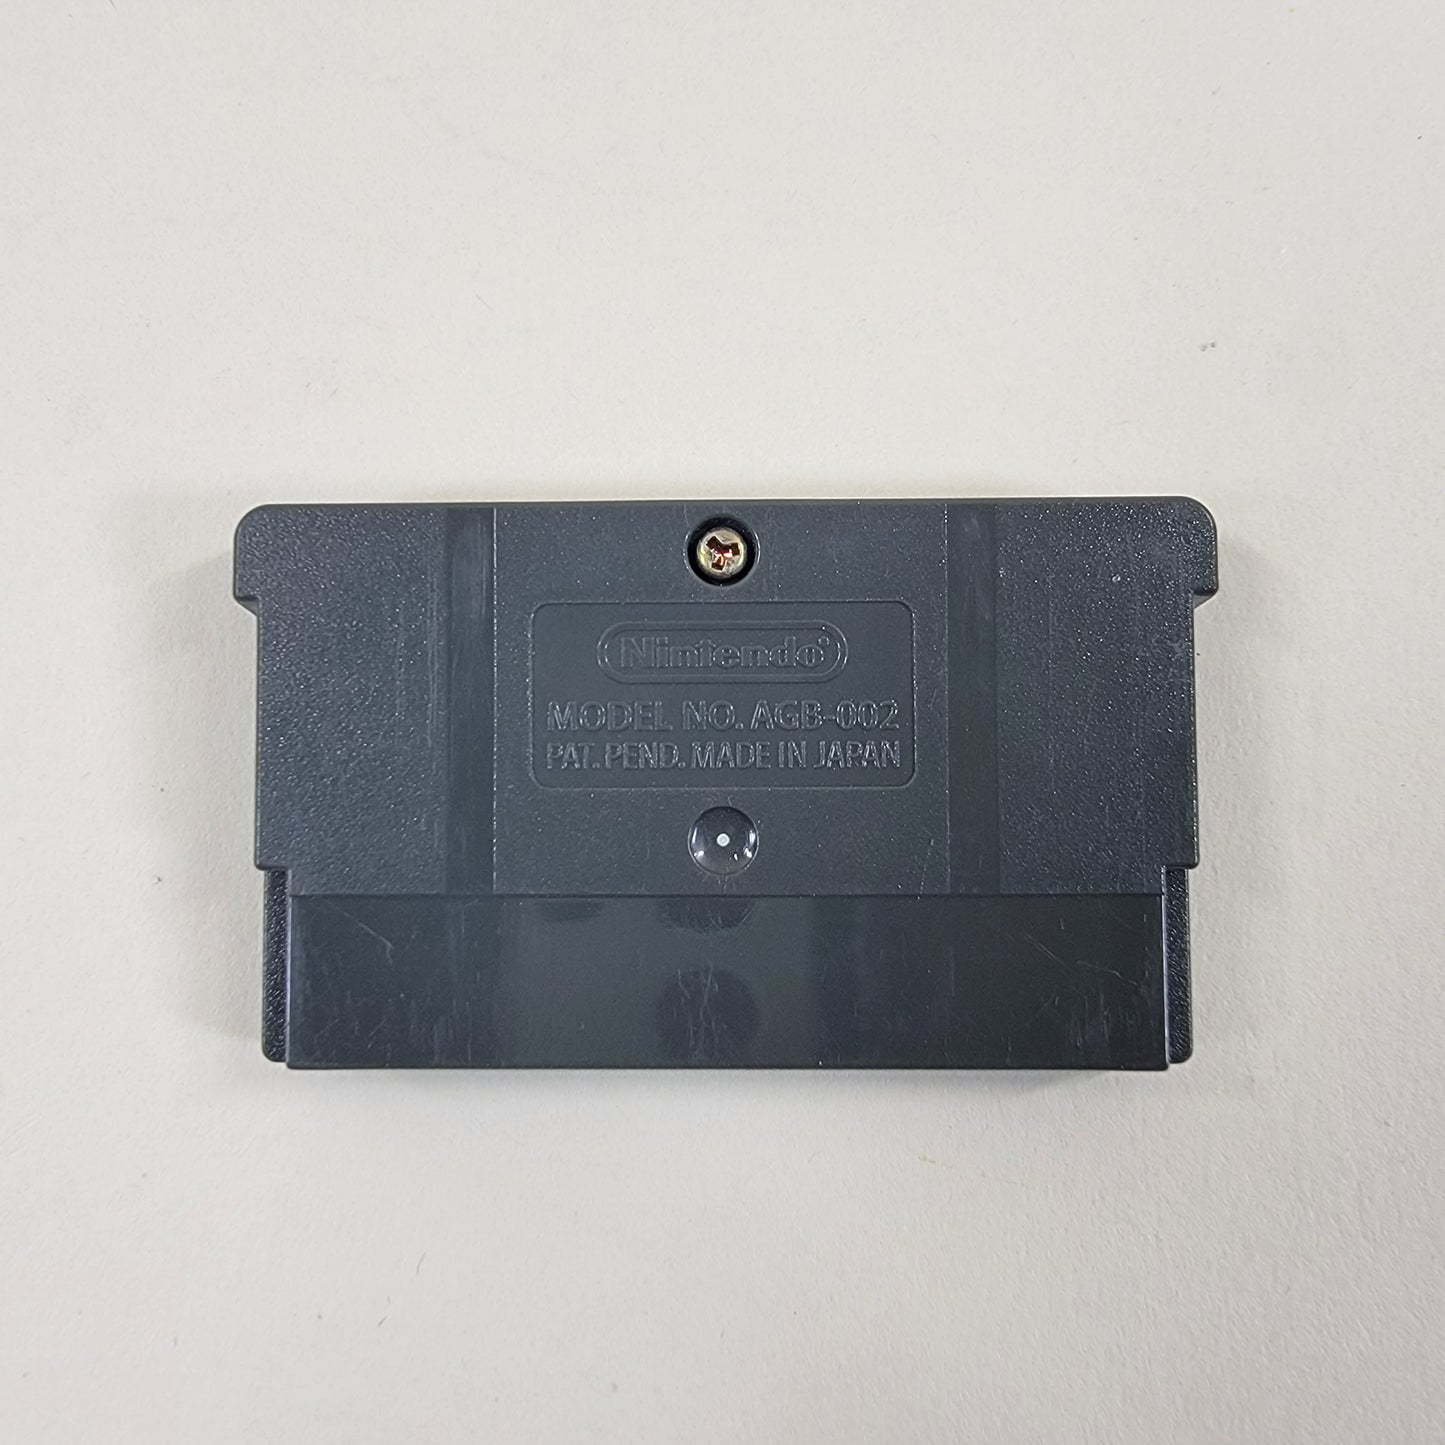 Nintendo®
MODEL NO. AGB-002
PAT. PEND. MADE IN JAPAN